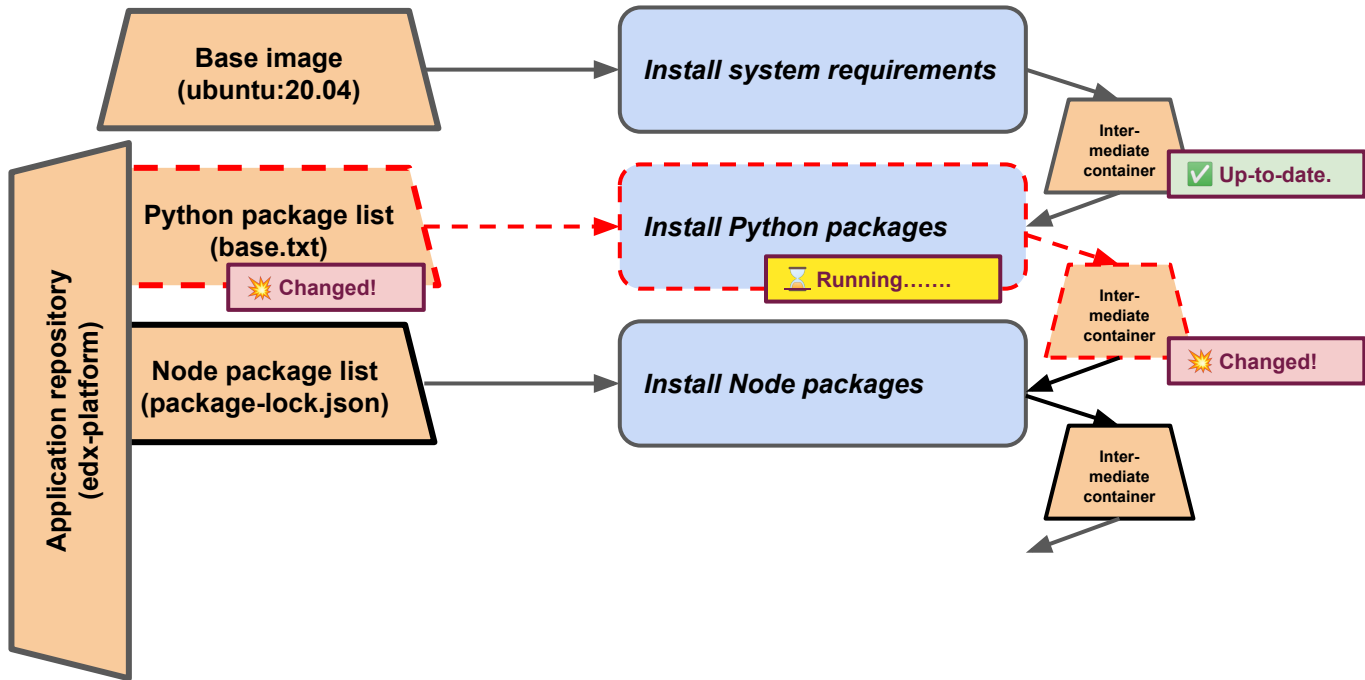 Base image
(ubuntu:20.04)
Install system requirements
Inter-
mediate
container
✅ Up-to-date.
Application repository
(edx-platform)
Python package list
(base.txt)
💥 Changed!
Install Python packages
⏳ Running.......
Inter-
mediate
container
💥 Changed!
Node package list
(package-lock.json)
Install Node packages
Inter-
mediate
container